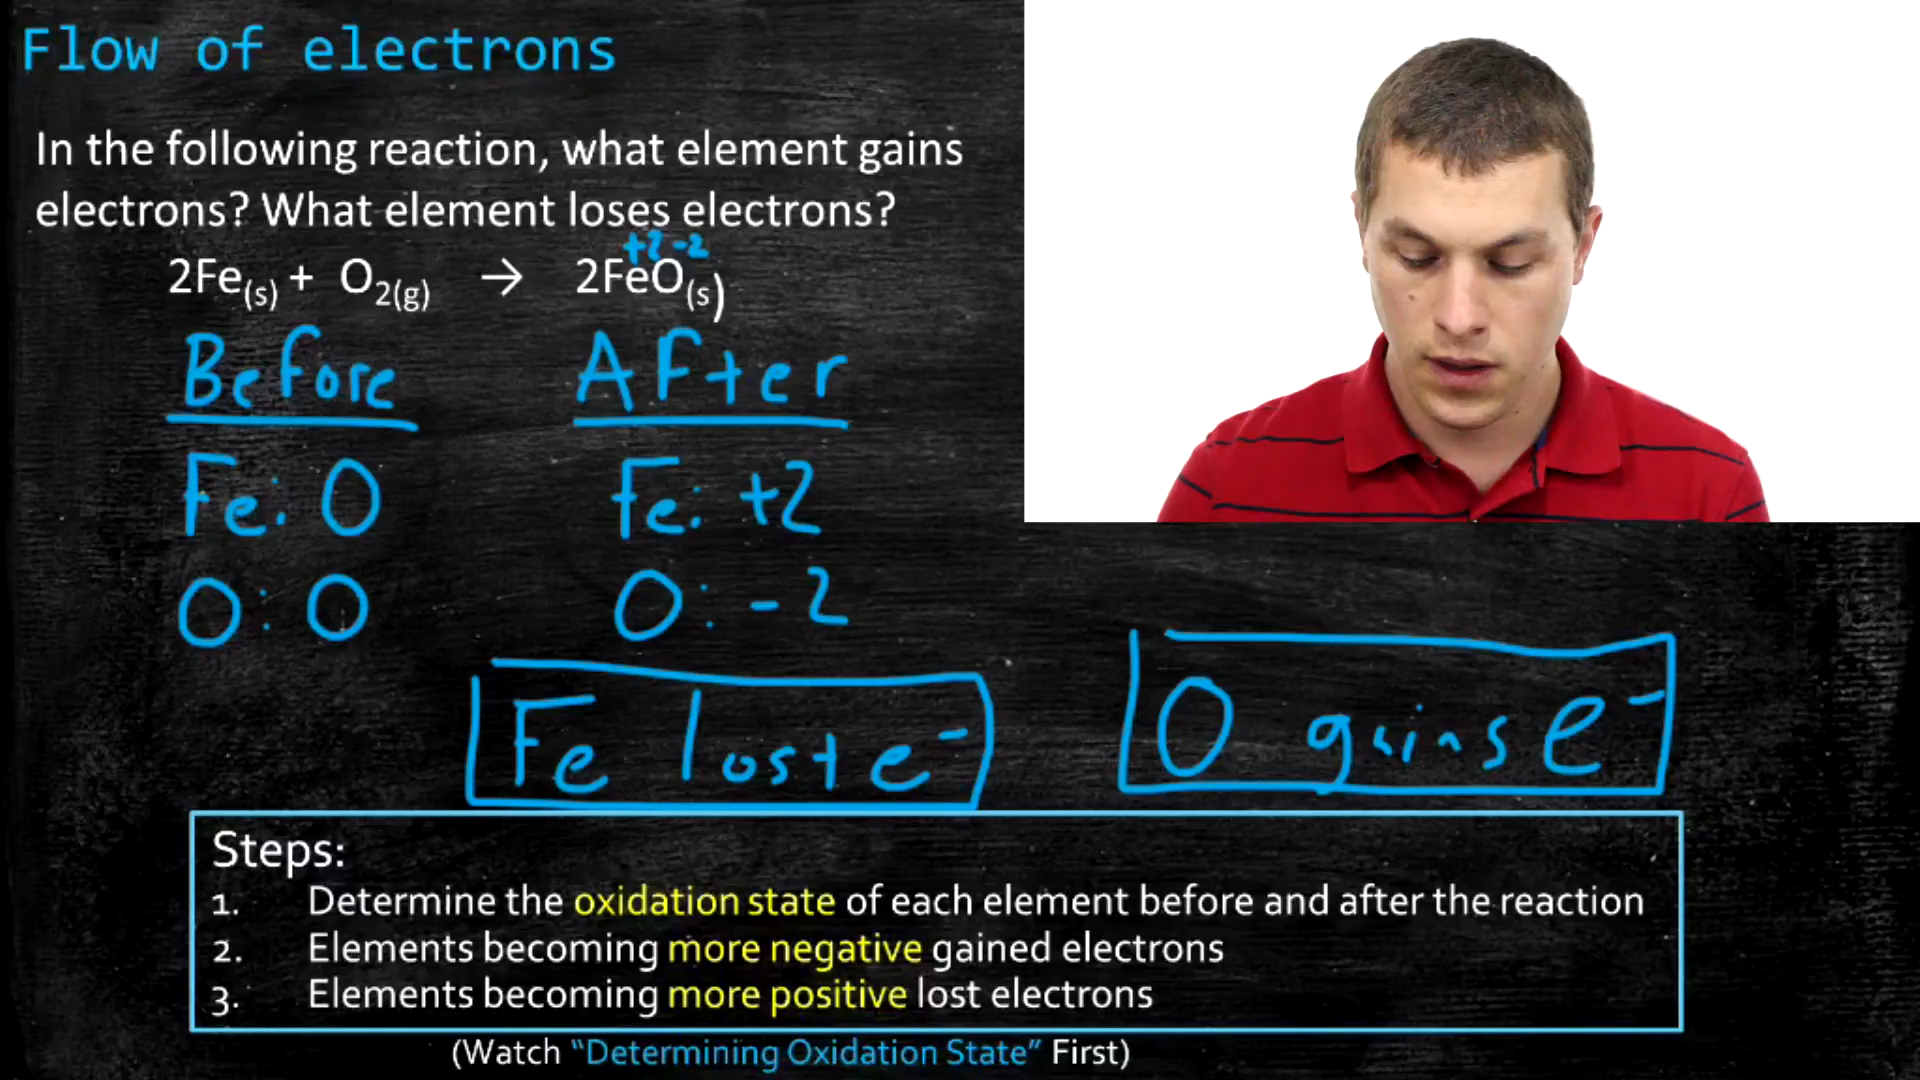 Flow of electrons
In the following reaction, what element gains
electrons? What element loses electrons?
+2 -2
2Fe(s) + O2(g) → 2FeO(s)
Before After
Fe: 0 Fe: +2
O: 0 O: -2
Fe lost e⁻ O gains e⁻
Steps:
1. Determine the oxidation state of each element before and after the reaction
2. Elements becoming more negative gained electrons
3. Elements becoming more positive lost electrons
(Watch “Determining Oxidation State” First)